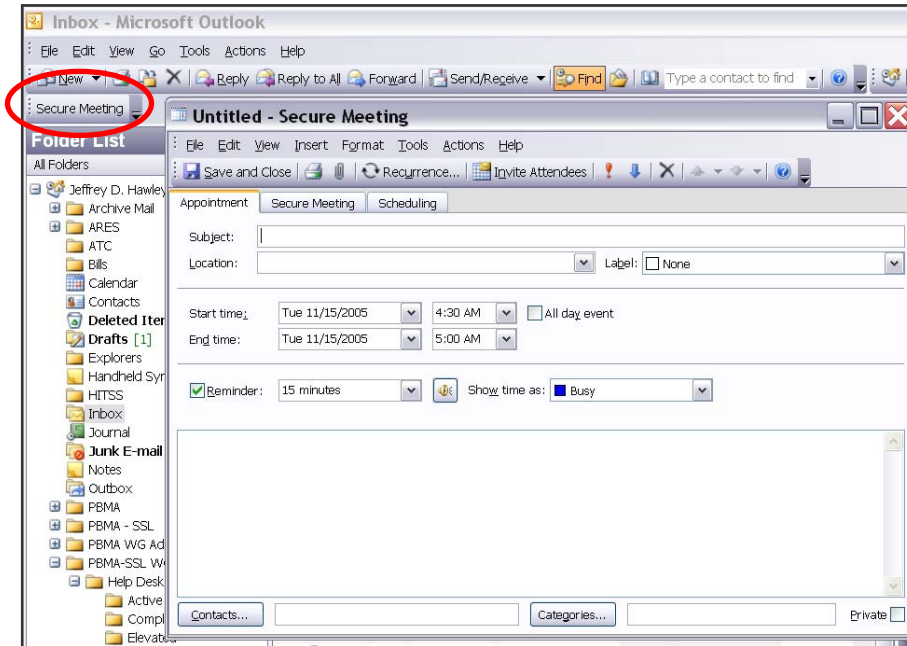 Inbox - Microsoft Outlook
File Edit View Go Tools Actions Help
New Reply Reply to All Forward Send/Receive Find Type a contact to find
Secure Meeting
Untitled - Secure Meeting
Folder List
File Edit View Insert Format Tools Actions Help
All Folders
Save and Close Recurrence... Invite Attendees
Jeffrey D. Hawley
Appointment Secure Meeting Scheduling
Archive Mail
ARES
Subject:
ATC
Location: Label: None
Bills
Calendar
Contacts
Start time: Tue 11/15/2005 4:30 AM All day event
Deleted Iter
Drafts [1]
End time: Tue 11/15/2005 5:00 AM
Explorers
Handheld Syr
Reminder: 15 minutes Show time as: Busy
HITSS
Inbox
Journal
Junk E-mail
Notes
Outbox
PBMA
PBMA - SSL
PBMA WG Ad
PBMA-SSL W
Help Desk
Active
Contacts... Categories... Private
Compl
Elevate